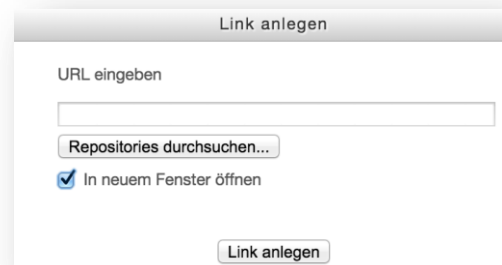 Link anlegen
URL eingeben
Repositories durchsuchen...
In neuem Fenster öffnen
Link anlegen